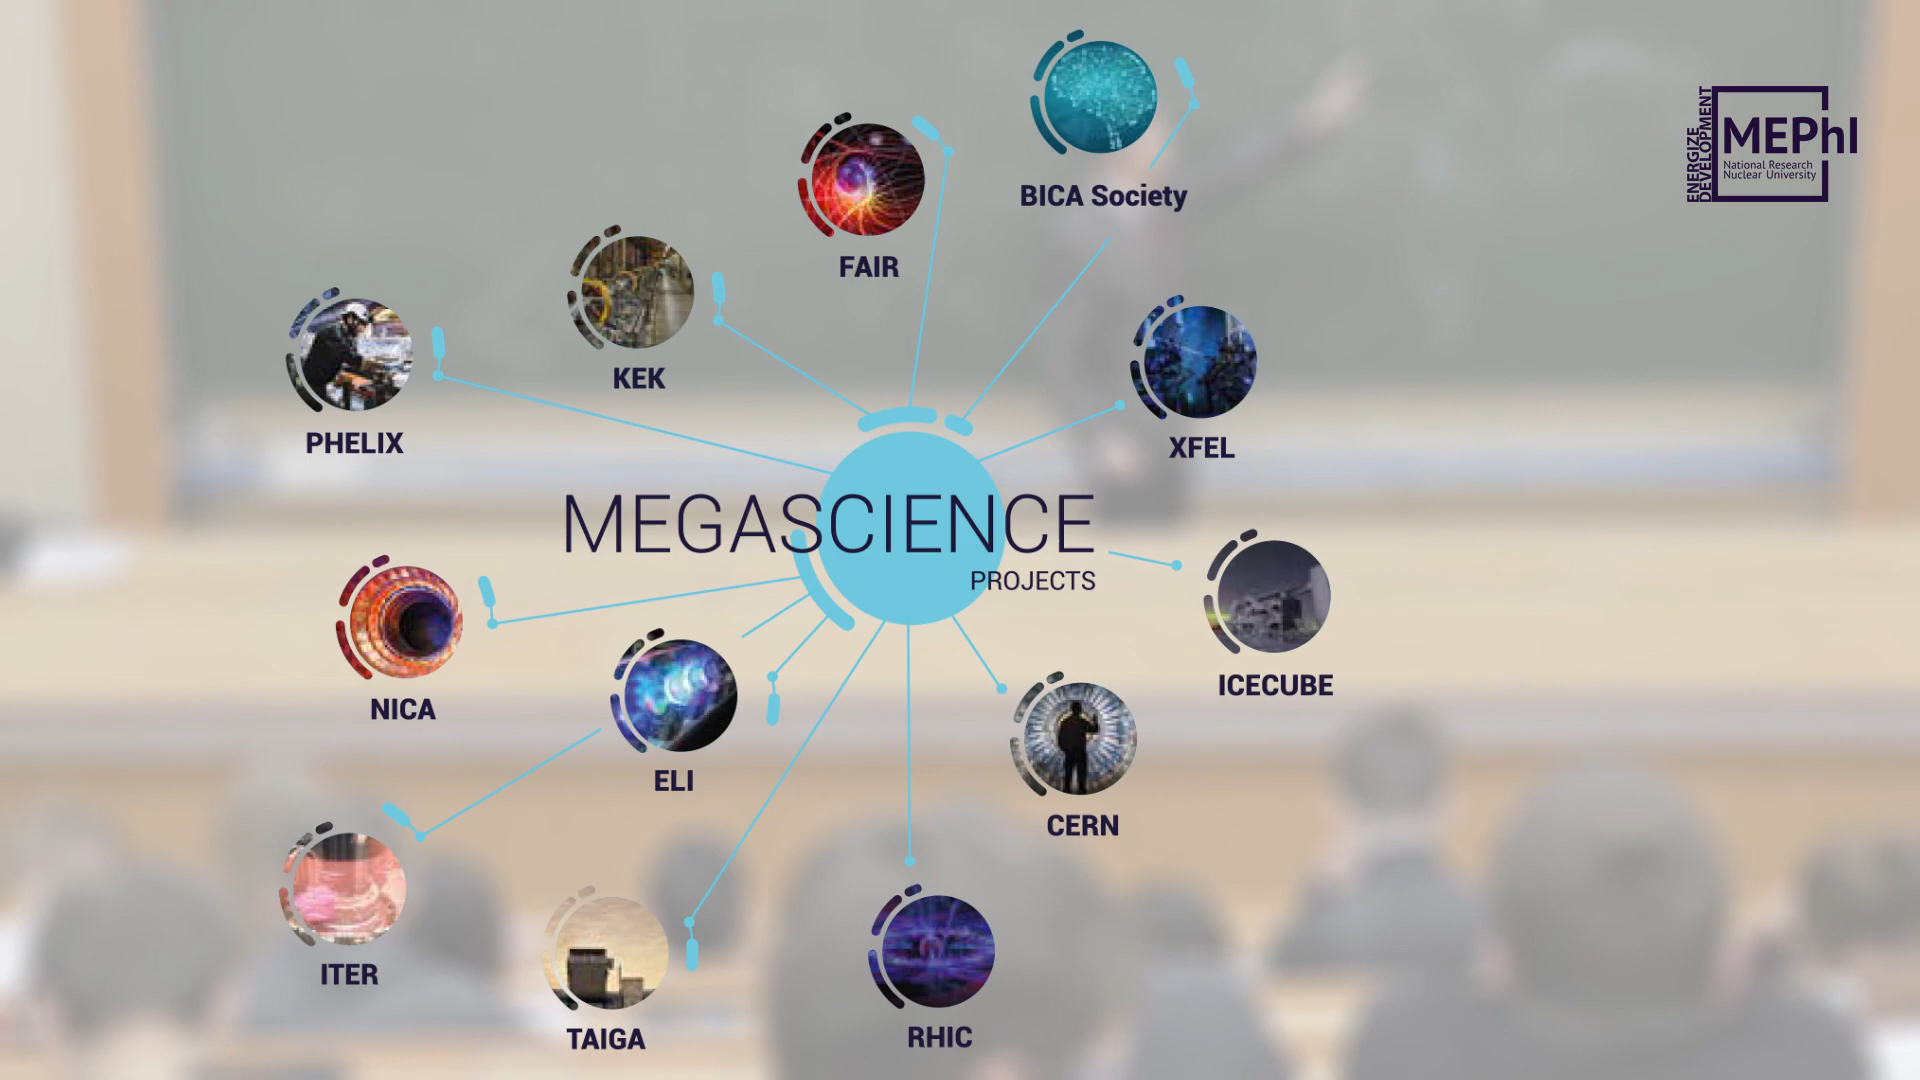 BICA Society
FAIR
KEK
PHELIX
XFEL
MEGASCIENCE
PROJECTS
ICECUBE
NICA
ELI
CERN
ITER
TAIGA
RHIC
ENERGIZE
DEVELOPMENT
MEPhI
National Research
Nuclear University